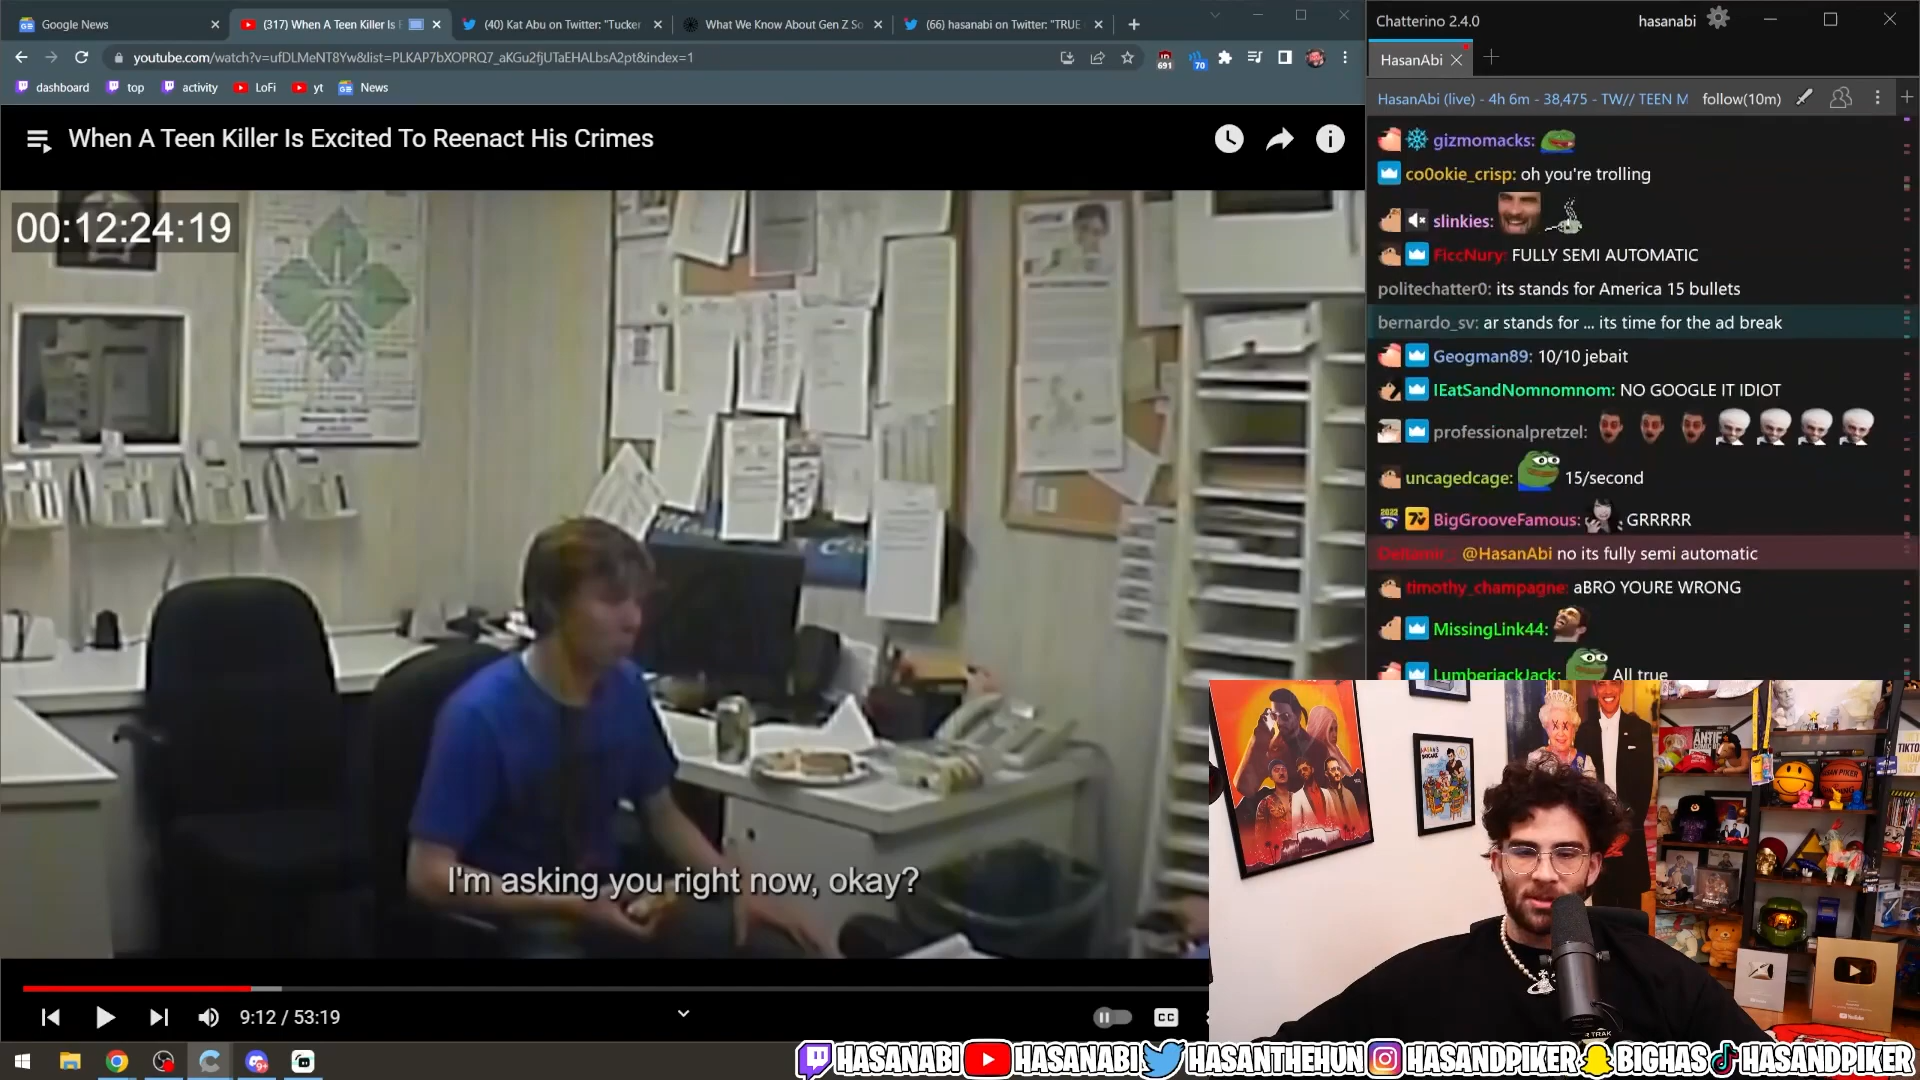 Google News
(317) When A Teen Killer Is E
(40) Kat Abu on Twitter: "Tucker
What We Know About Gen Z So
(66) hasanabi on Twitter: "TRUE
youtube.com/watch?v=ufDLMeNT8Yw&list=PLKAP7bXOPRQ7_aKGu2fjUTaEHALbsA2pt&index=1
691
70
dashboard
top
activity
LoFi
yt
News
When A Teen Killer Is Excited To Reenact His Crimes
00:12:24:19
I'm asking you right now, okay?
9:12 / 53:19
CC
Chatterino 2.4.0
hasanabi
HasanAbi
HasanAbi (live) - 4h 6m - 38,475 - TW// TEEN M
follow(10m)
gizmomacks:
co0okie_crisp: oh you're trolling
slinkies:
FiccNury: FULLY SEMI AUTOMATIC
politechatter0: its stands for America 15 bullets
bernardo_sv: ar stands for ... its time for the ad break
Geogman89: 10/10 jebait
IEatSandNomnomnom: NO GOOGLE IT IDIOT
professionalpretzel:
uncagedcage: 15/second
BigGrooveFamous: GRRRRR
@HasanAbi no its fully semi automatic
timothy_champagne: aBRO YOURE WRONG
MissingLink44:
LumberjackJack: All true
HASANABI HASANABI HASANTHEHUN HASANDPIKER BIGHAS HASANDPIKER